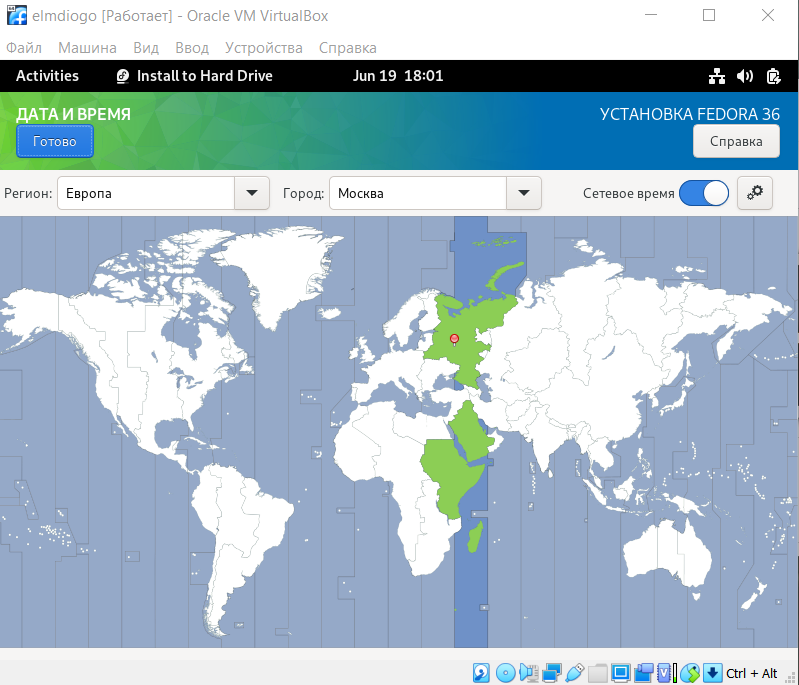 elmdiogo [Работает] - Oracle VM VirtualBox
Файл Машина Вид Ввод Устройства Справка
Activities Install to Hard Drive Jun 19 18:01
ДАТА И ВРЕМЯ УСТАНОВКА FEDORA 36
Готово Справка
Регион: Европа Город: Москва Сетевое время
Ctrl + Alt